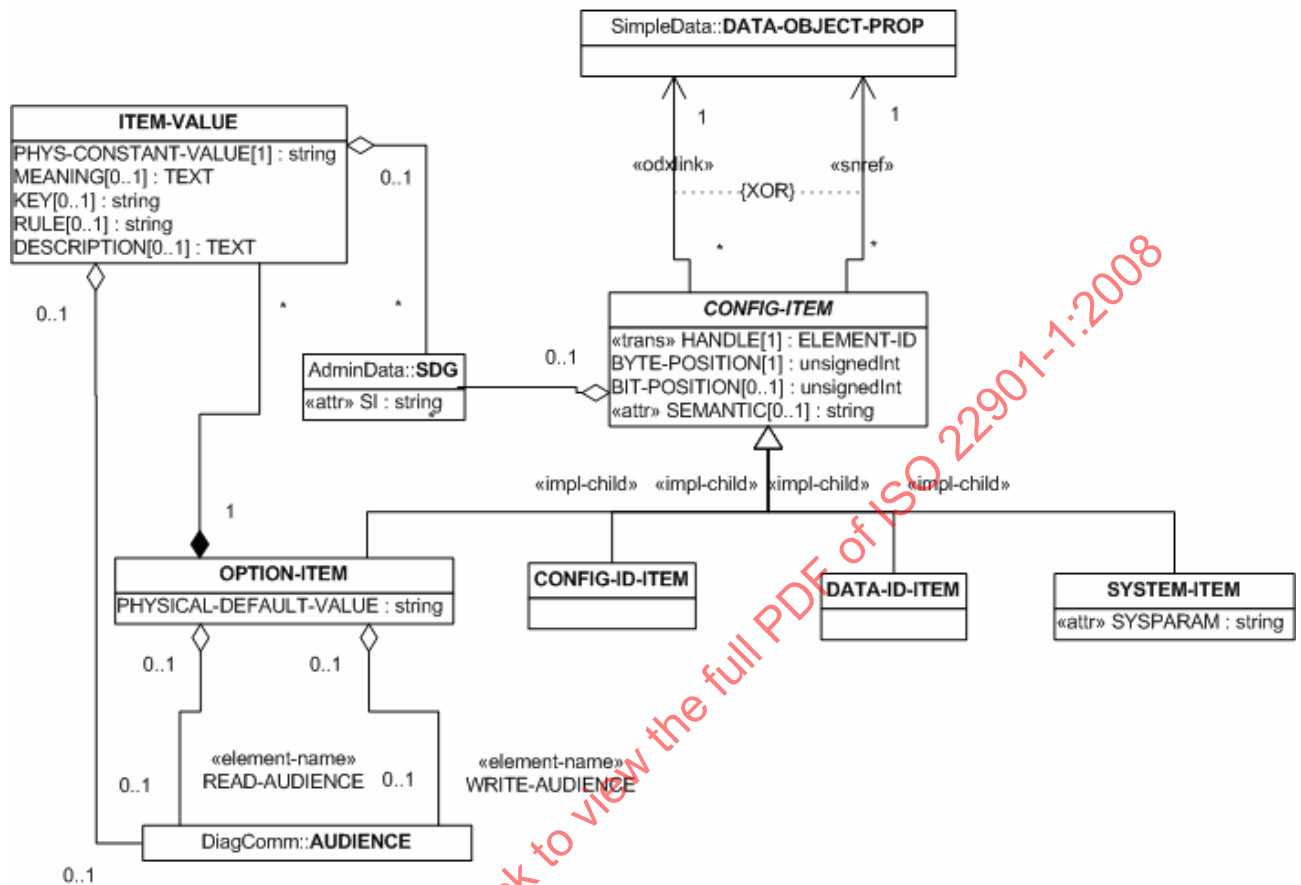 SimpleData::DATA-OBJECT-PROP
ITEM-VALUE
PHYS-CONSTANT-VALUE[1] : string
MEANING[0..1] : TEXT
KEY[0..1] : string
RULE[0..1] : string
DESCRIPTION[0..1] : TEXT
0..1
1
1
«odxlink»
«snref»
{XOR}
*
*
0..1
*
*
CONFIG-ITEM
«trans» HANDLE[1] : ELEMENT-ID
BYTE-POSITION[1] : unsignedInt
BIT-POSITION[0..1] : unsignedInt
«attr» SEMANTIC[0..1] : string
0..1
AdminData::SDG
«attr» SI : string
*
«impl-child»
«impl-child»
«impl-child»
«impl-child»
1
OPTION-ITEM
PHYSICAL-DEFAULT-VALUE : string
CONFIG-ID-ITEM
DATA-ID-ITEM
SYSTEM-ITEM
«attr» SYSPARAM : string
0..1
0..1
«element-name»
READ-AUDIENCE
«element-name»
WRITE-AUDIENCE
0..1
0..1
DiagComm::AUDIENCE
0..1
to view the full PDF of ISO 22901-1:2008